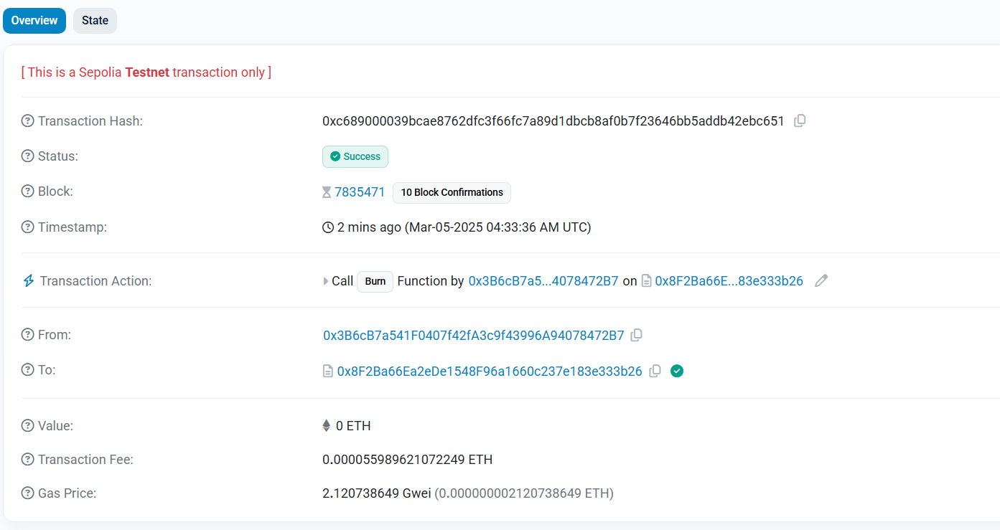 Overview State
[ This is a Sepolia Testnet transaction only ]
Transaction Hash: 0xc689000039bcae8762dfc3f66fc7a89d1dbcb8af0b7f23646bb5addb42ebc651
Status: Success
Block: 7835471 10 Block Confirmations
Timestamp: 2 mins ago (Mar-05-2025 04:33:36 AM UTC)
Transaction Action: Call Burn Function by 0x3B6cB7a5...4078472B7 on 0x8F2Ba66E...83e333b26
From: 0x3B6cB7a541F0407f42fA3c9f43996A94078472B7
To: 0x8F2Ba66Ea2eDe1548F96a1660c237e183e333b26
Value: 0 ETH
Transaction Fee: 0.000055989621072249 ETH
Gas Price: 2.120738649 Gwei (0.000000002120738649 ETH)